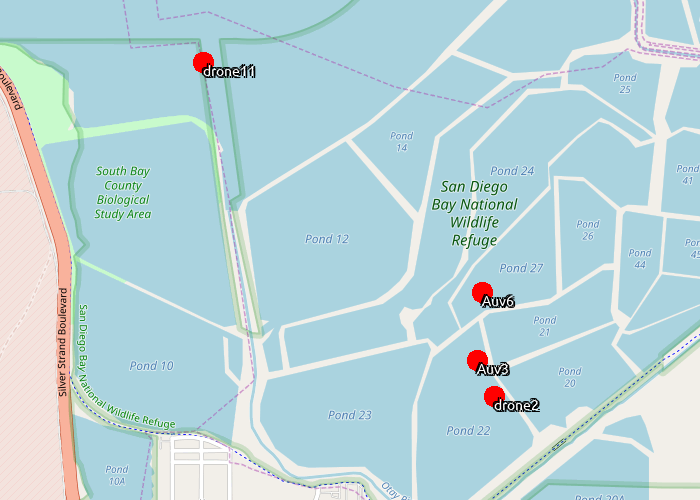 drone11
Boulevard
Pond
25
Pond
14
South Bay
County
Biological
Study Area
Pond 24
San Diego
Bay National
Wildlife
Refuge
Pond
41
Pond 12
Pond
26
Pond
44
Pond 27
Auv6
Silver Strand Boulevard
San Diego Bay National Wildlife Refuge
Pond
21
Pond 10
Auv3
Pond
20
drone2
Pond 23
Pond 22
Pond
10A
Otay
Pond 20A